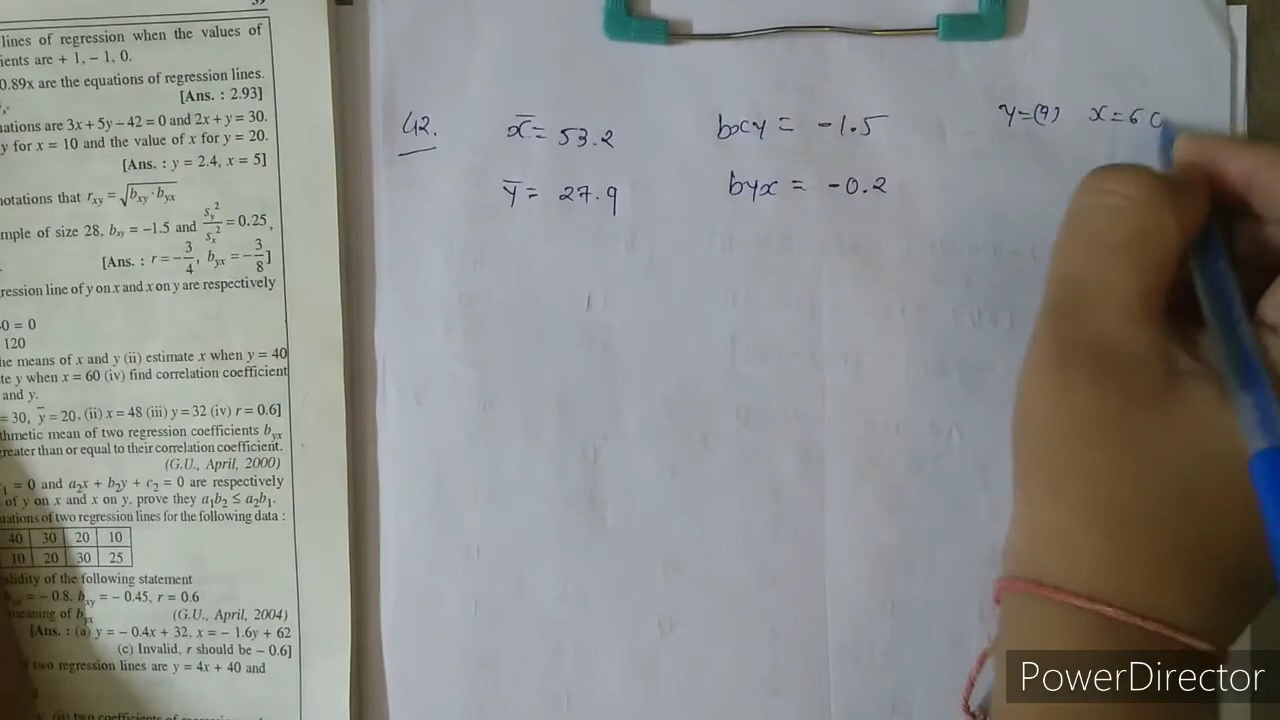 lines of regression when the values of
ients are + 1, − 1, 0.
0.89x are the equations of regression lines.
[Ans. : 2.93]
ations are 3x + 5y − 42 = 0 and 2x + y = 30.
y for x = 10 and the value of x for y = 20.
[Ans. : y = 2.4, x = 5]
notations that r_xy = √(b_xy · b_yx)
mple of size 28, b_xy = −1.5 and s_y²/s_x² = 0.25,
[Ans. : r = −3/4, b_yx = −3/8]
ression line of y on x and x on y are respectively
0 = 0
120
he means of x and y (ii) estimate x when y = 40
te y when x = 60 (iv) find correlation coefficient
and y.
= 30, ȳ = 20. (ii) x = 48 (iii) y = 32 (iv) r = 0.6]
thmetic mean of two regression coefficients b_yx
greater than or equal to their correlation coefficient.
(G.U., April, 2000)
= 0 and a₂x + b₂y + c₂ = 0 are respectively
of y on x and x on y, prove they a₁b₂ ≤ a₂b₁.
uations of two regression lines for the following data :
40 30 20 10
10 20 30 25
alidity of the following statement
= − 0.8, b_xy = − 0.45, r = 0.6
meaning of b_yx (G.U., April, 2004)
[Ans. : (a) y = − 0.4x + 32, x = − 1.6y + 62
(c) Invalid, r should be − 0.6]
two regression lines are y = 4x + 40 and
42. x̄ = 53.2 bxy = -1.5 y=(?) x=60
ȳ = 27.9 byx = -0.2
PowerDirector